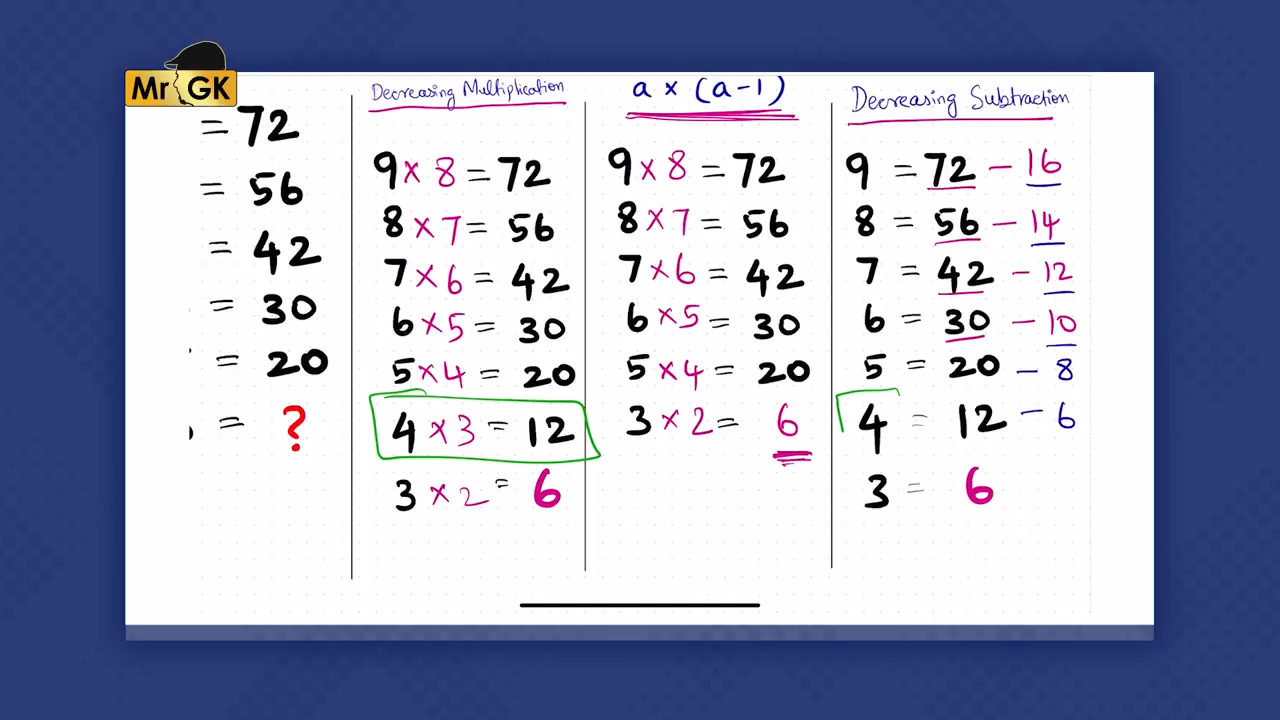 Mr GK
= 72
= 56
= 42
= 30
= 20
= ?
Decreasing Multiplication
9 × 8 = 72
8 × 7 = 56
7 × 6 = 42
6 × 5 = 30
5 × 4 = 20
4 × 3 = 12
3 × 2 = 6
a × (a - 1)
9 × 8 = 72
8 × 7 = 56
7 × 6 = 42
6 × 5 = 30
5 × 4 = 20
3 × 2 = 6
Decreasing Subtraction
9 = 72 - 16
8 = 56 - 14
7 = 42 - 12
6 = 30 - 10
5 = 20 - 8
4 = 12 - 6
3 = 6